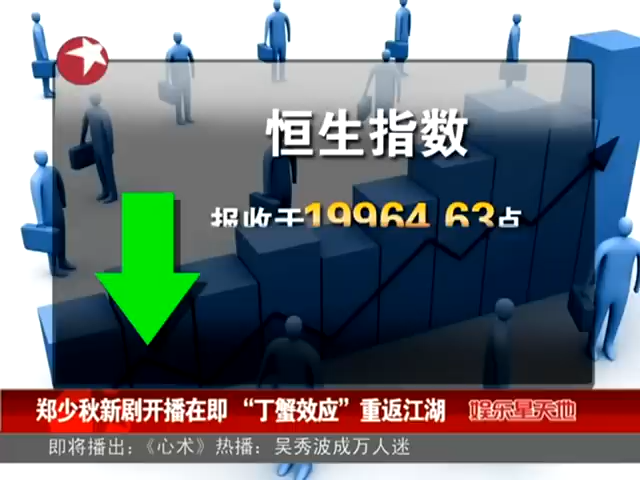 恒生指数
报收于19964.63点
郑少秋新剧开播在即 “丁蟹效应”重返江湖 娱乐星天地
即将播出：《心术》热播：吴秀波成万人迷